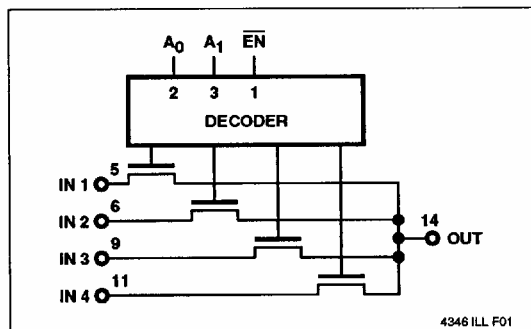 A0 A1 EN
2 3 1
DECODER
IN 1 5
IN 2 6
14 OUT
IN 3 9
IN 4 11
4346 ILL F01